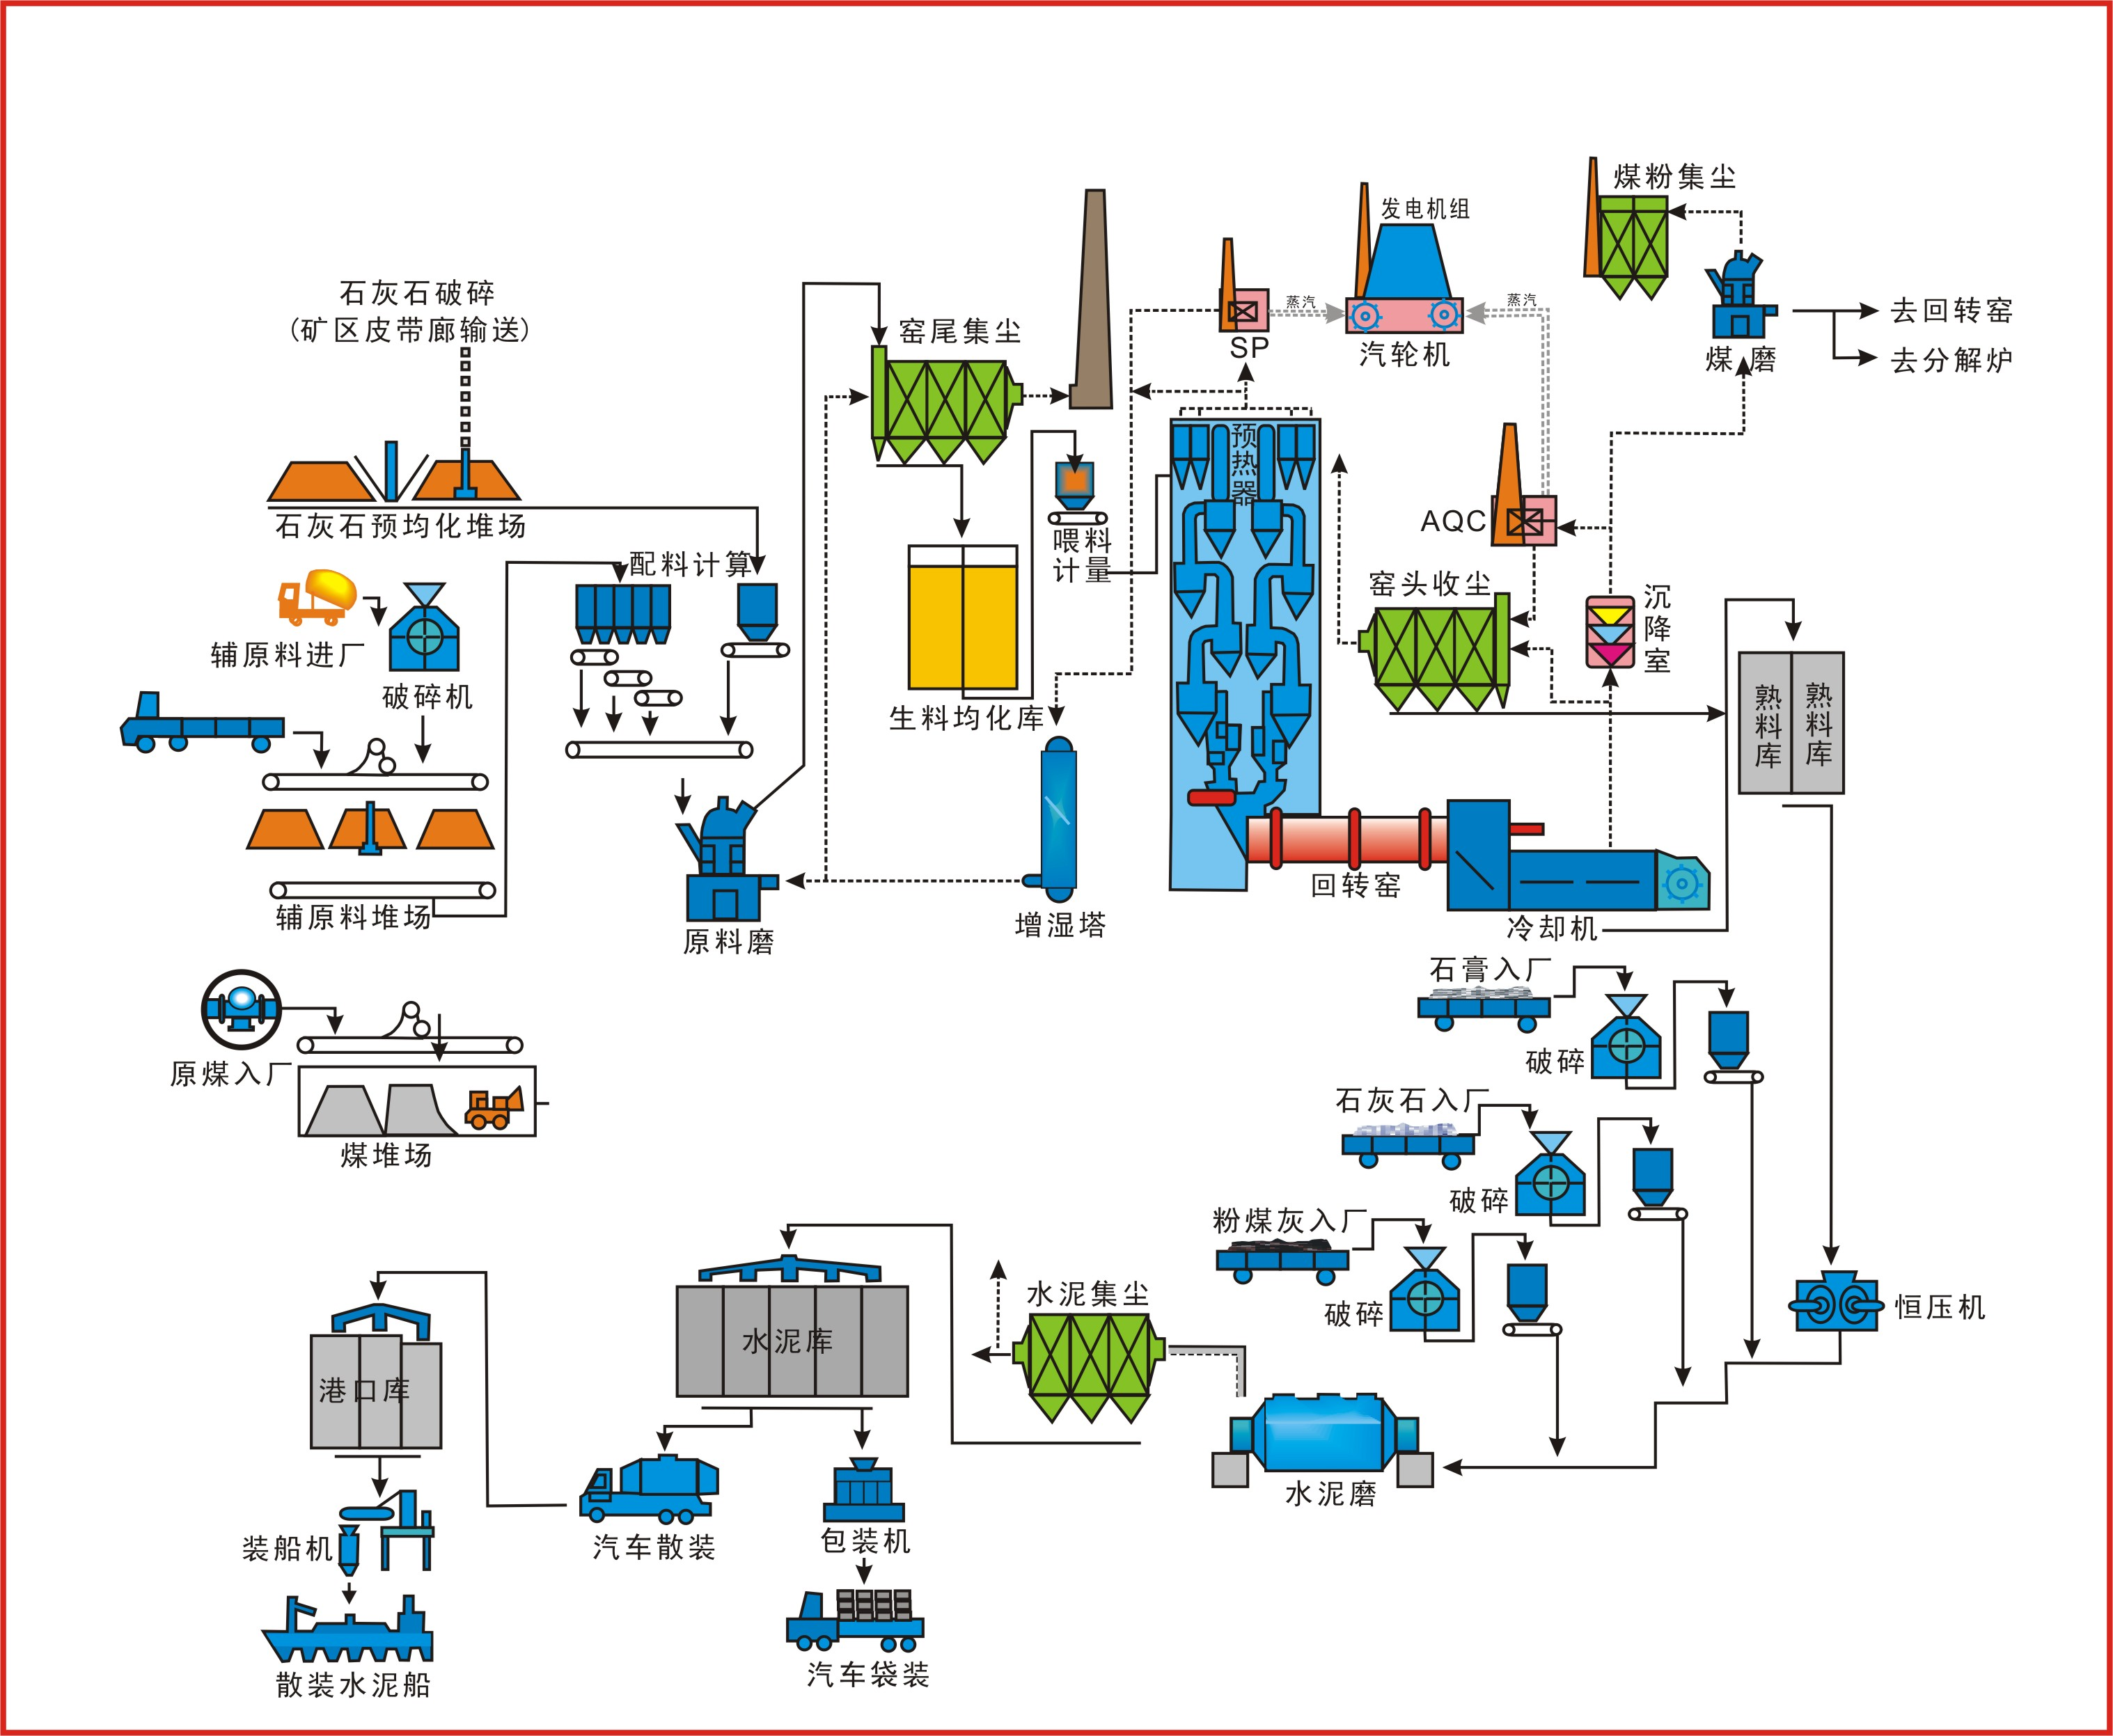 煤粉集尘
发电机组
石灰石破碎
(矿区皮带廊输送)
窑尾集尘
蒸汽
蒸汽
SP
汽轮机
煤磨
去回转窑
去分解炉
预热器
石灰石预均化堆场
AQC
喂料
计量
配料计算
窑头收尘
沉降室
辅原料进厂
破碎机
生料均化库
熟料库
熟料库
回转窑
辅原料堆场
原料磨
增湿塔
冷却机
石膏入厂
破碎
原煤入厂
石灰石入厂
煤堆场
破碎
粉煤灰入厂
水泥集尘
破碎
恒压机
水泥库
港口库
水泥磨
装船机
汽车散装
包装机
散装水泥船
汽车袋装